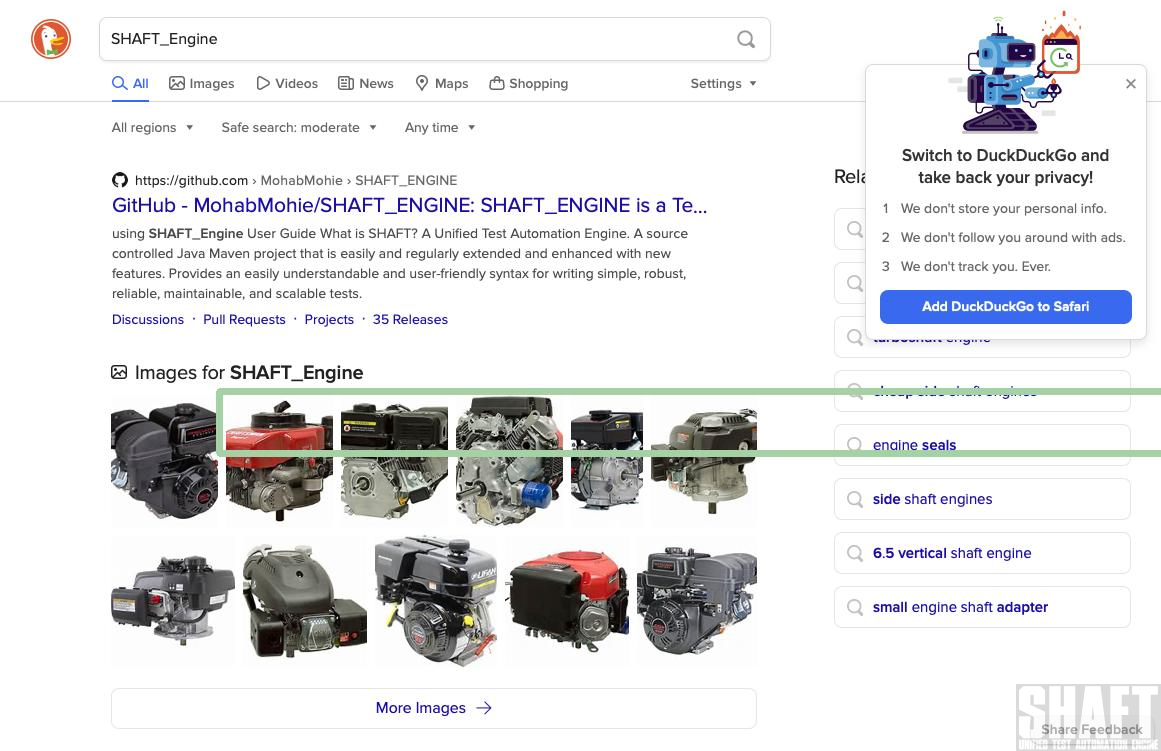 SHAFT_Engine
All
Images
Videos
News
Maps
Shopping
Settings
All regions
Safe search: moderate
Any time
https://github.com › MohabMohie › SHAFT_ENGINE
GitHub - MohabMohie/SHAFT_ENGINE: SHAFT_ENGINE is a Te...
using SHAFT_Engine User Guide What is SHAFT? A Unified Test Automation Engine. A source
controlled Java Maven project that is easily and regularly extended and enhanced with new
features. Provides an easily understandable and user-friendly syntax for writing simple, robust,
reliable, maintainable, and scalable tests.
Discussions · Pull Requests · Projects · 35 Releases
Images for SHAFT_Engine
LIFAN
More Images
Switch to DuckDuckGo and
take back your privacy!
1 We don't store your personal info.
2 We don't follow you around with ads.
3 We don't track you. Ever.
Add DuckDuckGo to Safari
Rela
turboshaft engine
cheap side shaft engines
engine seals
side shaft engines
6.5 vertical shaft engine
small engine shaft adapter
SHAFT
Share Feedback